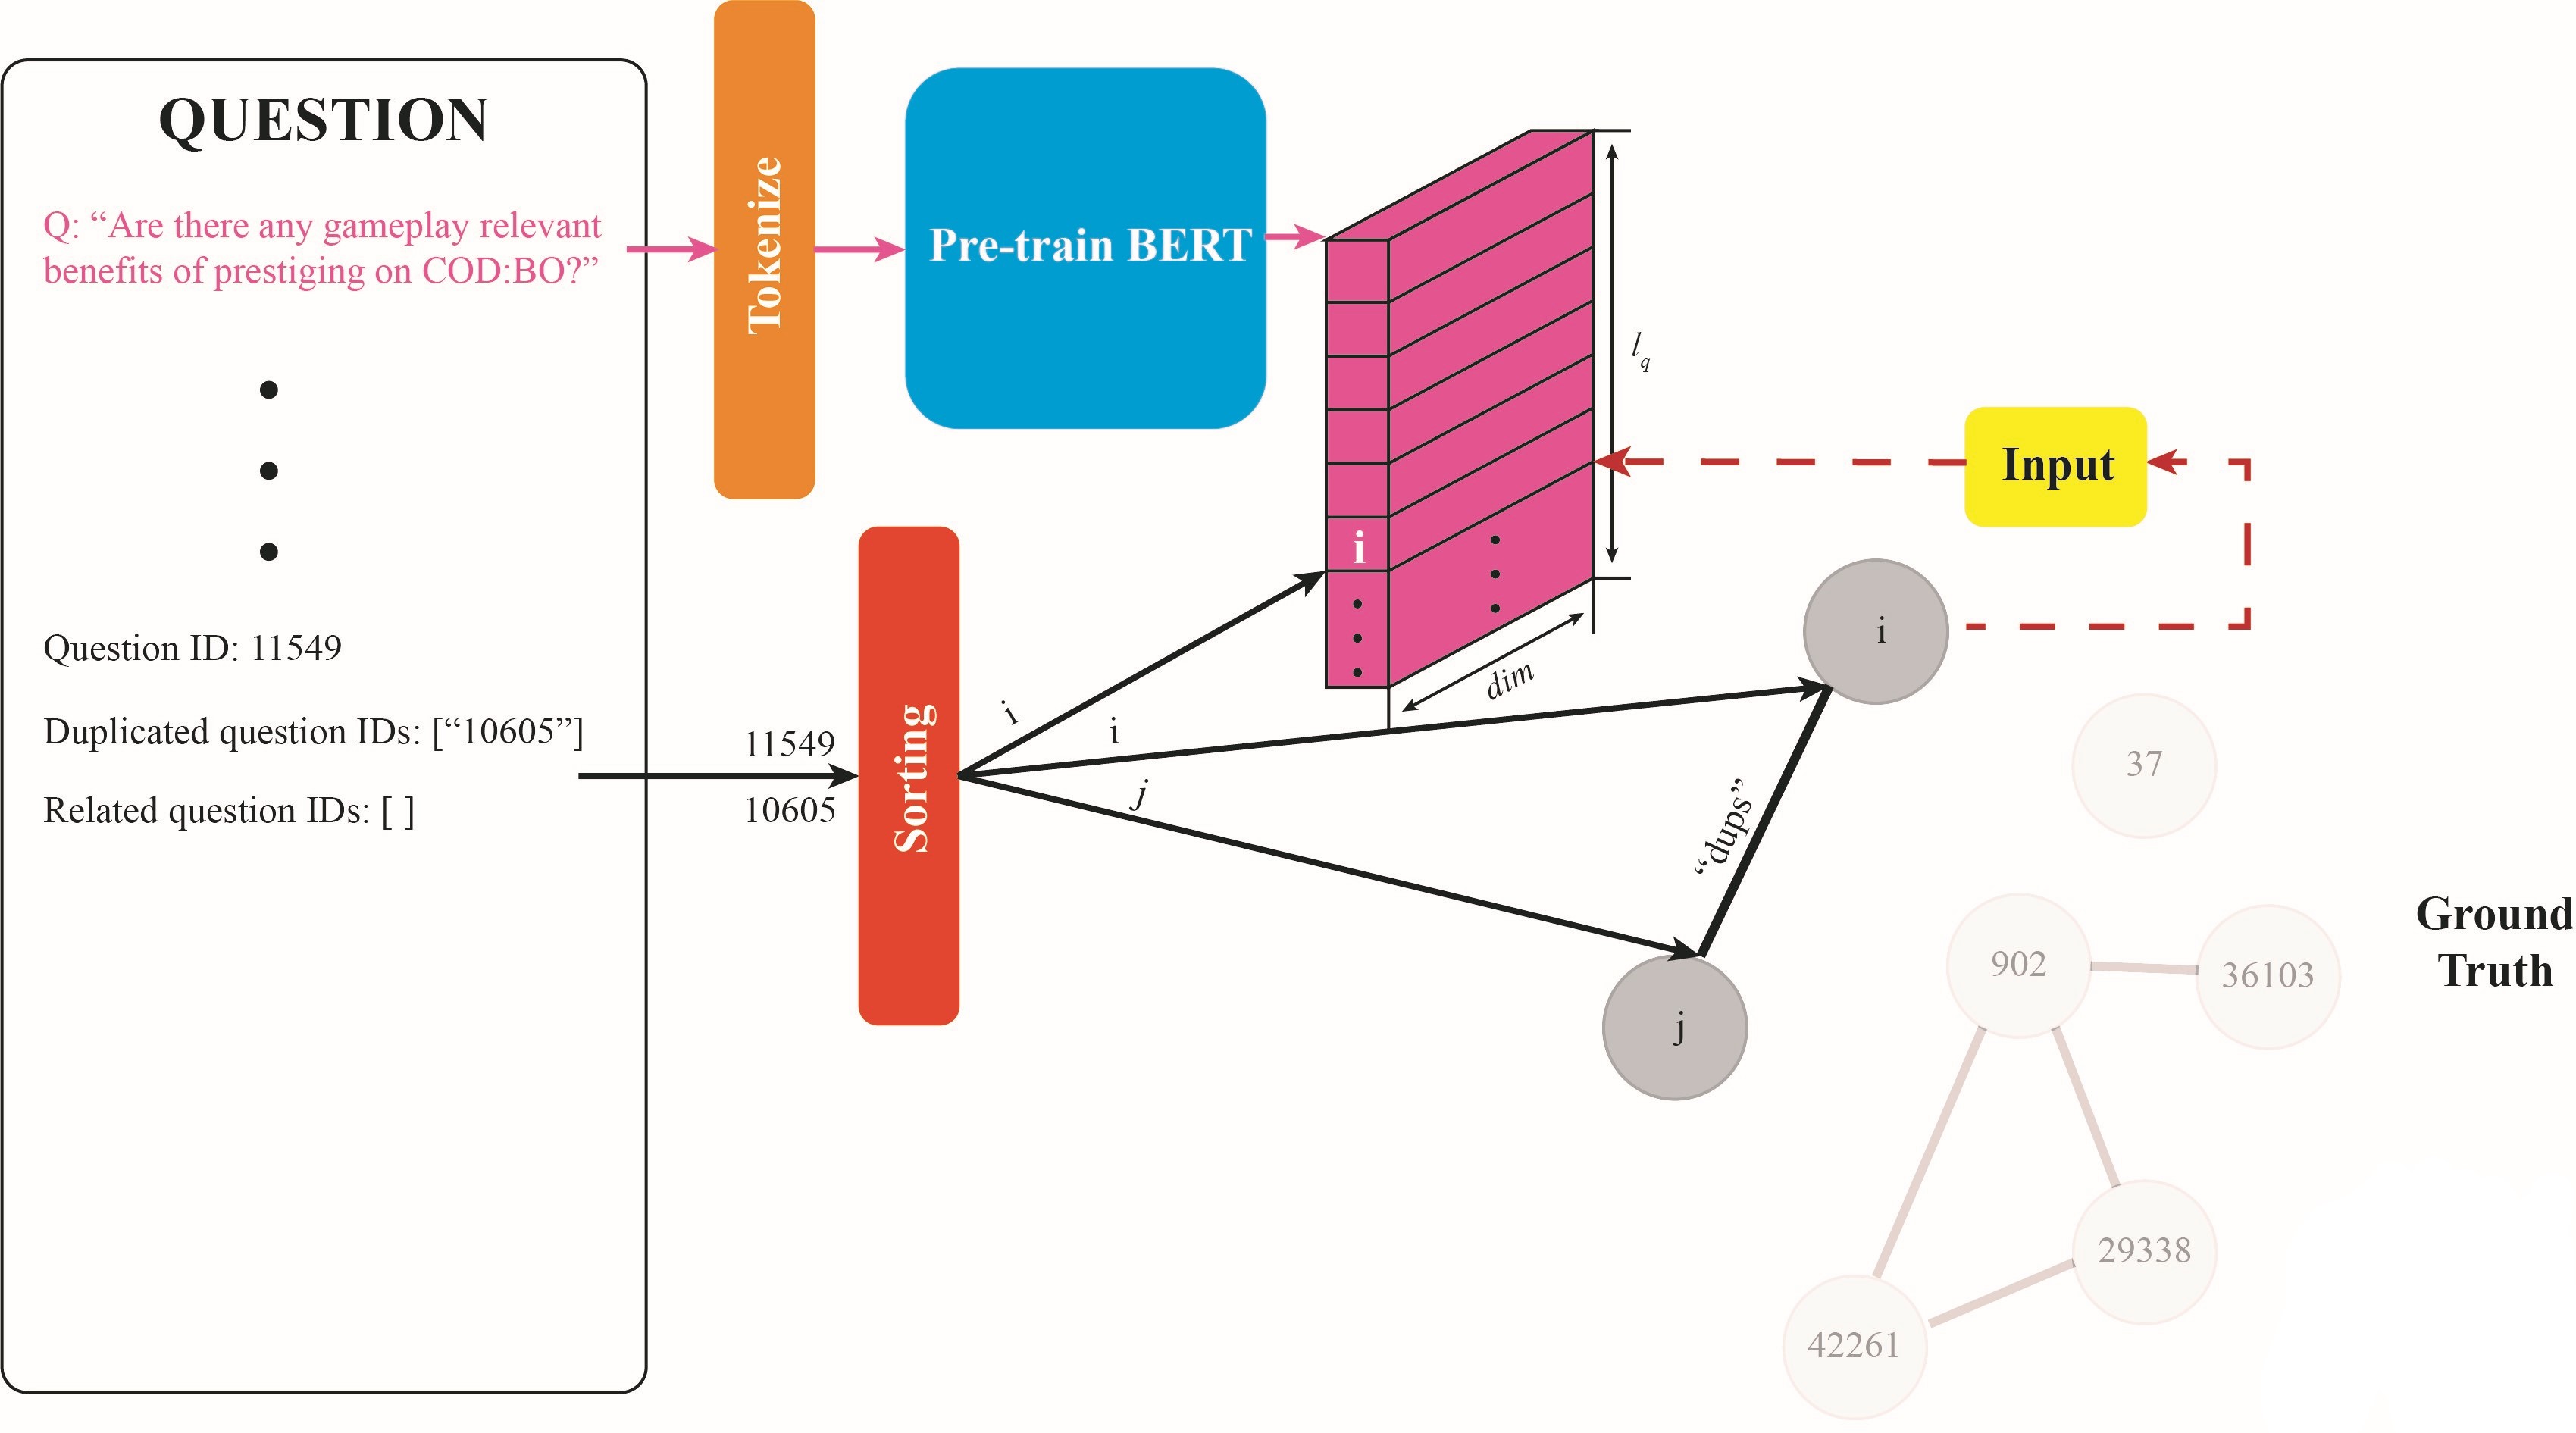 QUESTION
Q: “Are there any gameplay relevant
benefits of prestiging on COD:BO?”
Question ID: 11549
Duplicated question IDs: [“10605”]
Related question IDs: [ ]
Tokenize
Pre-train BERT
11549
10605
Sorting
i
i
j
i
lq
dim
Input
i
j
“dups”
37
902
36103
29338
42261
Ground
Truth